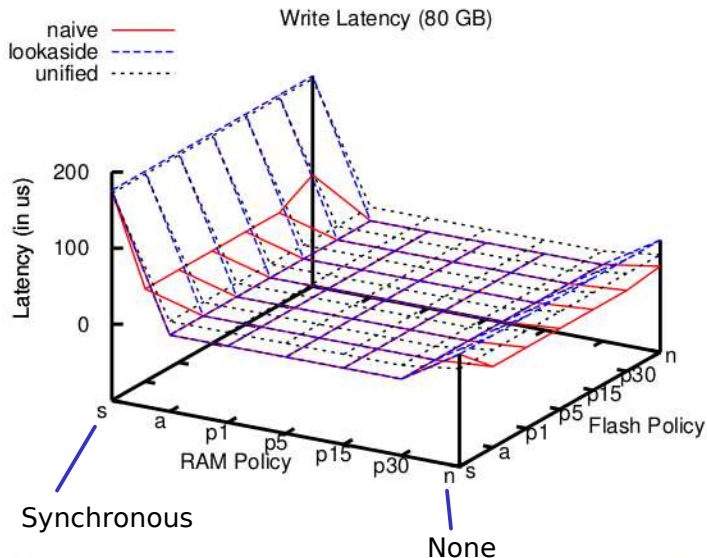 Write Latency (80 GB)
naive
lookaside
unified
200
100
0
Latency (in us)
s
a
p1
p5
p15
p30
n
RAM Policy
s
a
p1
p5
p15
p30
n
Flash Policy
Synchronous
None